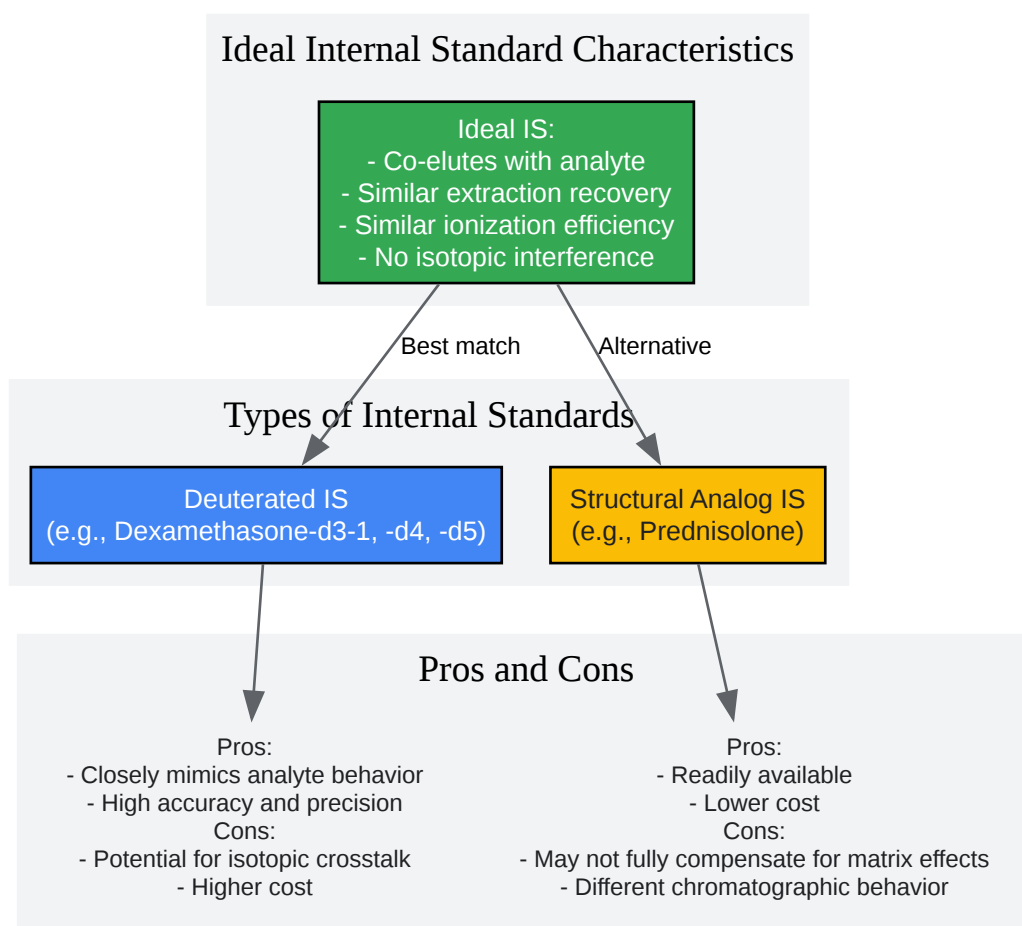 Ideal Internal Standard Characteristics
Ideal IS:
- Co-elutes with analyte
- Similar extraction recovery
- Similar ionization efficiency
- No isotopic interference
Best match
Alternative
Types of Internal Standards
Deuterated IS
(e.g., Dexamethasone-d3-1, -d4, -d5)
Structural Analog IS
(e.g., Prednisolone)
Pros and Cons
Pros:
- Closely mimics analyte behavior
- High accuracy and precision
Cons:
- Potential for isotopic crosstalk
- Higher cost
Pros:
- Readily available
- Lower cost
Cons:
- May not fully compensate for matrix effects
- Different chromatographic behavior